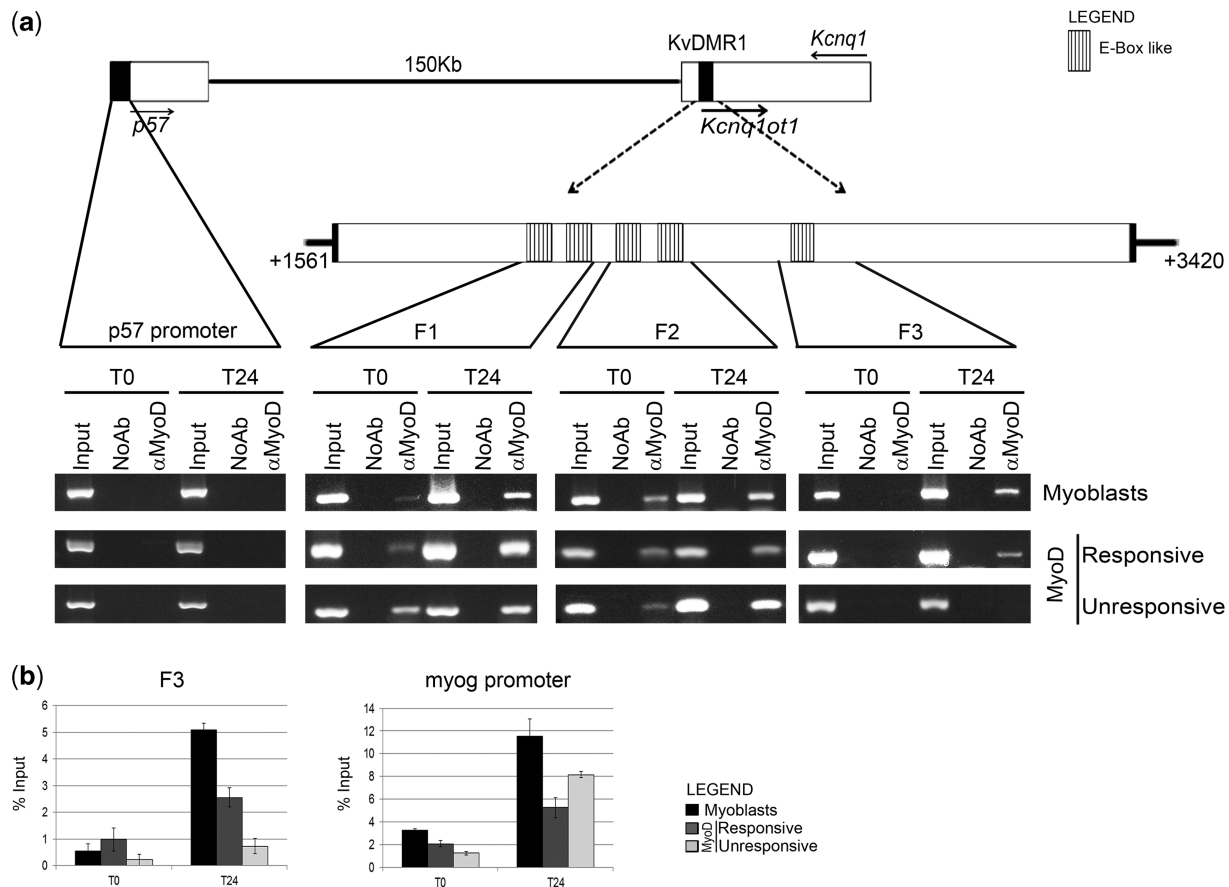 (a)
LEGEND
E-Box like
KvDMR1
Kcnq1
150Kb
p57
Kcnq1ot1
+1561
+3420
p57 promoter
F1
F2
F3
T0 T24 T0 T24 T0 T24 T0 T24
Input NoAb αMyoD Input NoAb αMyoD Input NoAb αMyoD Input NoAb αMyoD Input NoAb αMyoD Input NoAb αMyoD Input NoAb αMyoD Input NoAb αMyoD
Myoblasts
MyoD
Responsive
Unresponsive
(b)
F3
% Input
6
5
4
3
2
1
0
T0 T24
myog promoter
% Input
14
12
10
8
6
4
2
0
T0 T24
LEGEND
Myoblasts
MyoD
Responsive
Unresponsive